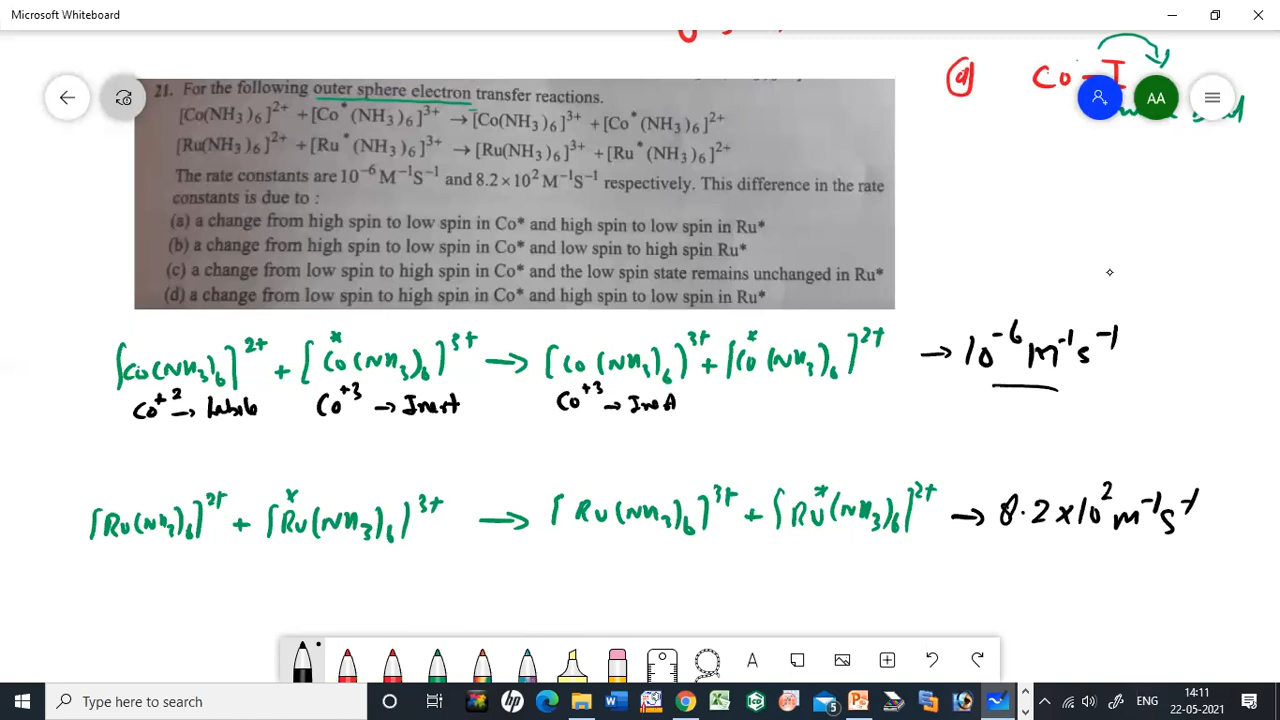 Microsoft Whiteboard
Co-I
AA
21. For the following outer sphere electron transfer reactions.
[Co(NH3)6]2+ + [Co*(NH3)6]3+ → [Co(NH3)6]3+ + [Co*(NH3)6]2+
[Ru(NH3)6]2+ + [Ru*(NH3)6]3+ → [Ru(NH3)6]3+ + [Ru*(NH3)6]2+
The rate constants are 10−6 M−1S−1 and 8.2×102 M−1S−1 respectively. This difference in the rate
constants is due to :
(a) a change from high spin to low spin in Co* and high spin to low spin in Ru*
(b) a change from high spin to low spin in Co* and low spin to high spin Ru*
(c) a change from low spin to high spin in Co* and the low spin state remains unchanged in Ru*
(d) a change from low spin to high spin in Co* and high spin to low spin in Ru*
[Co(NH3)6]2+ + [Co*(NH3)6]3+ → [Co(NH3)6]3+ + [Co*(NH3)6]2+ → 10−6 M−1s−1
Co+2 → Labile Co+3 → Inert Co+3 →
[Ru(NH3)6]2+ + [Ru*(NH3)6]3+ → [Ru(NH3)6]3+ + [Ru*(NH3)6]2+ → 8.2×102 M−1s−1
A
Type here to search
5
ENG
14:11
22-05-2021